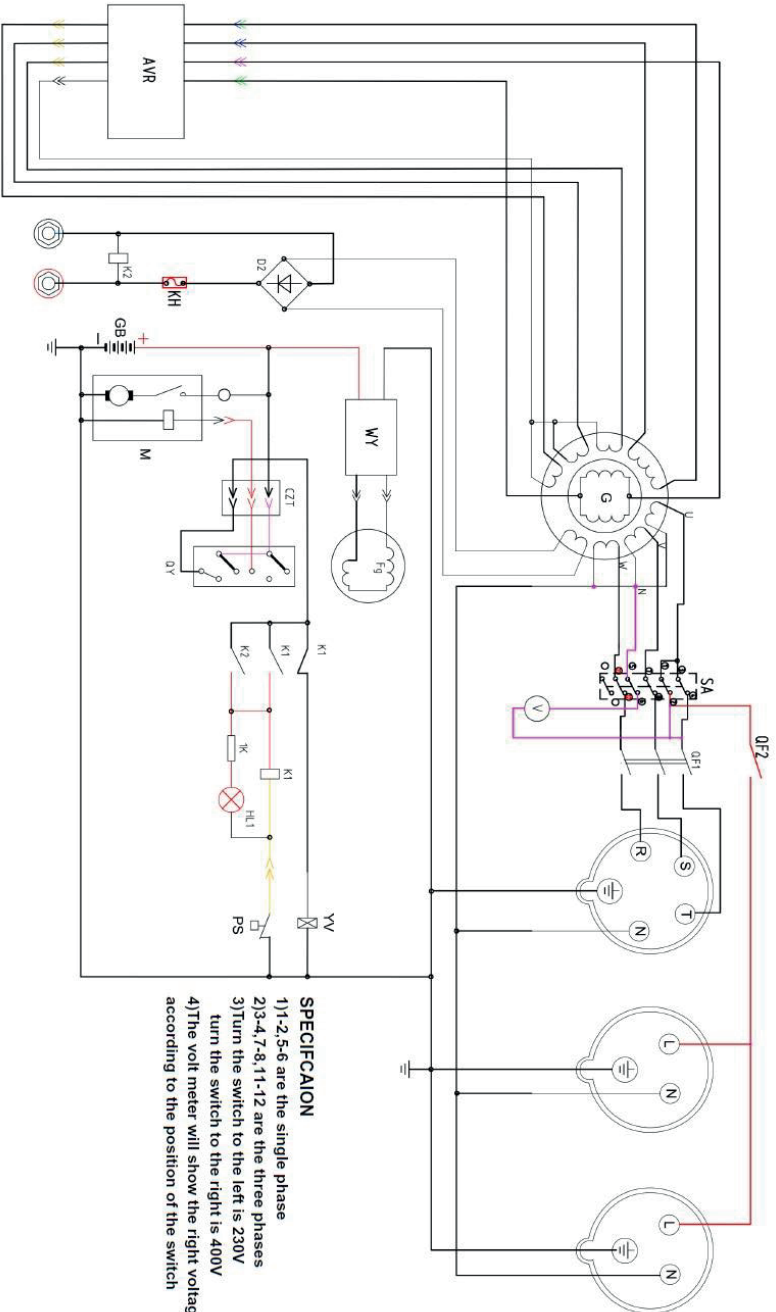 QF2
SA
QF1
U
V
W
N
G
V
T
S
R
N
L
N
L
N
AVR
D2
KH
K2
WY
Fg
GB
+
-
M
CZT
QY
K1
K1
K2
K1
1K
HL1
YV
PS
SPECIFCAION
1)1-2,5-6 are the single phase
2)3-4,7-8,11-12 are the three phases
3)Turn the switch to the left is 230V
turn the switch to the right is 400V
4)The volt meter will show the right voltag
according to the position of the switch